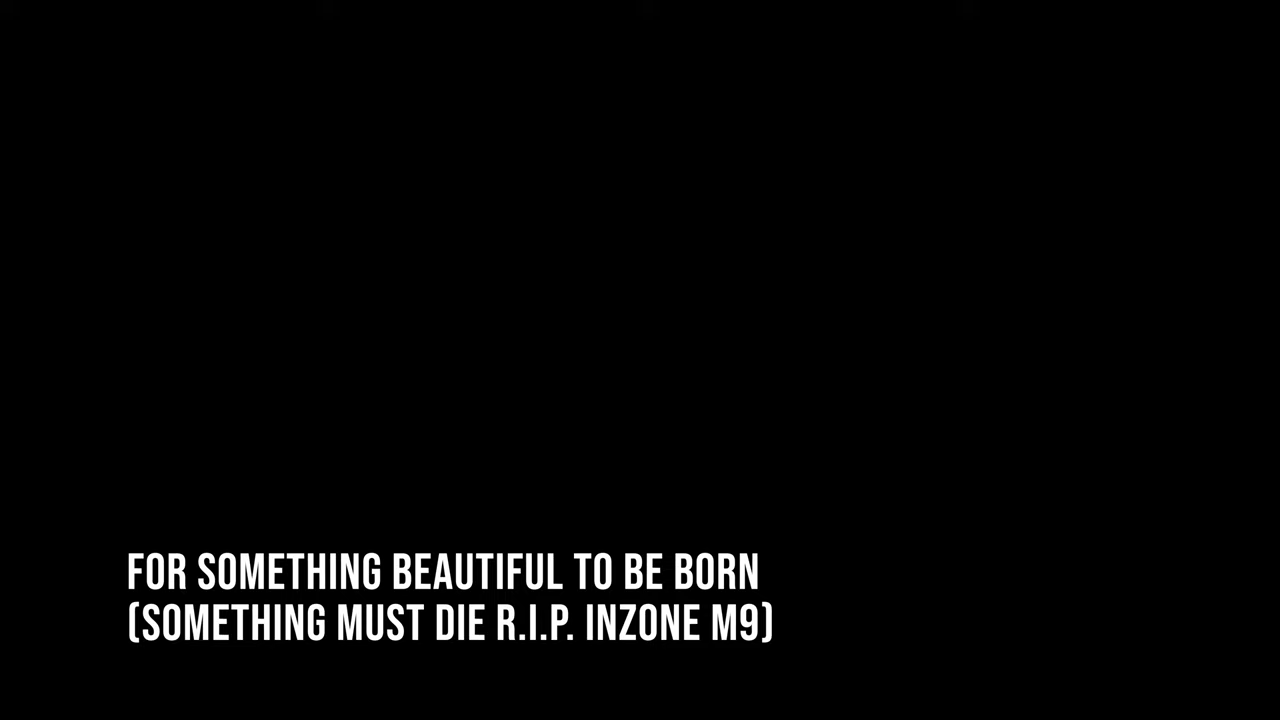 FOR SOMETHING BEAUTIFUL TO BE BORN
(SOMETHING MUST DIE R.I.P. INZONE M9)